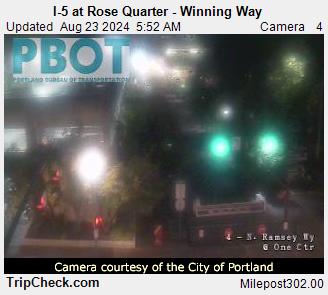 I-5 at Rose Quarter - Winning Way
Updated Aug 23 2024 5:52 AM Camera 4
PBOT
PORTLAND BUREAU OF TRANSPORTATION
4 - N. Ramsey Wy
@ One Ctr
Camera courtesy of the City of Portland
TripCheck.com Milepost302.00